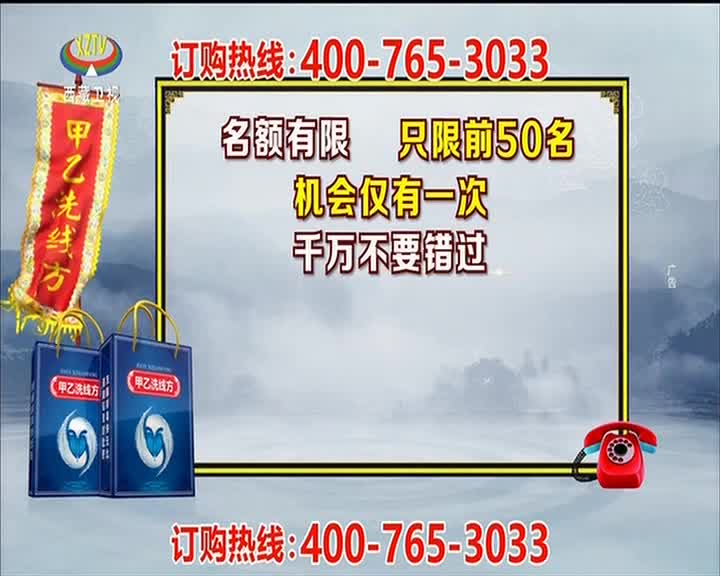 XZTV
西藏卫视
订购热线:400-765-3033
名额有限 只限前50名
机会仅有一次
千万不要错过
广告
甲乙洗线方
甲乙洗线方
甲乙洗线方
订购热线:400-765-3033